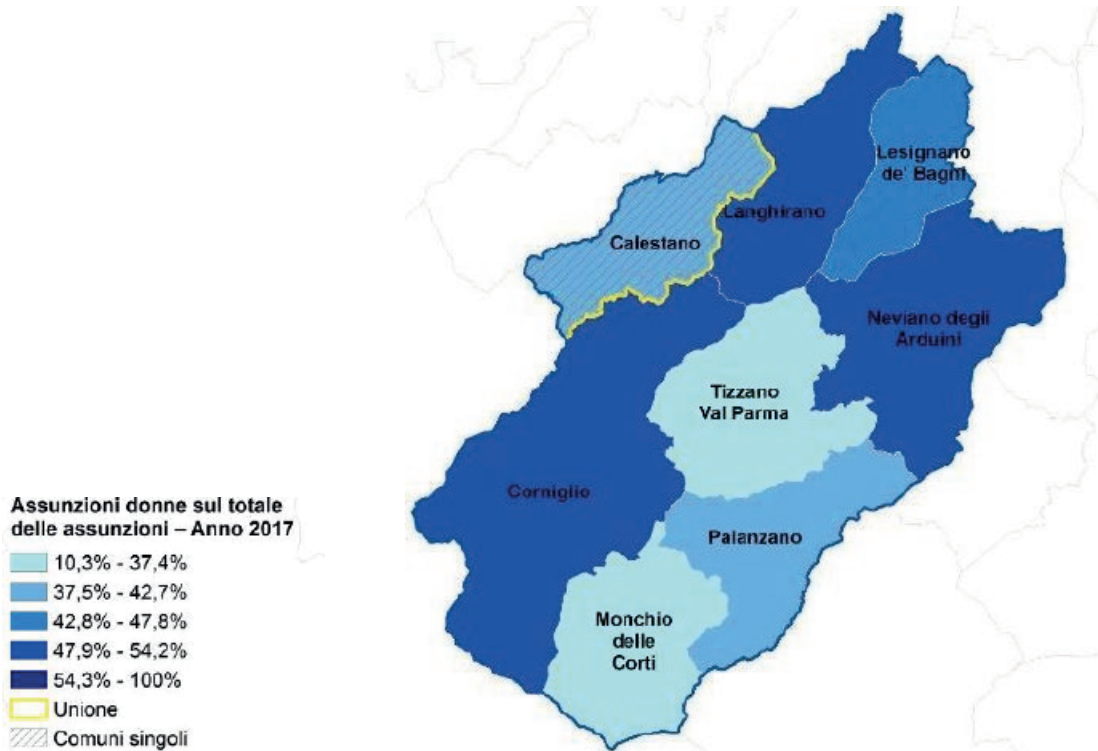 Lesignano
de' Bagni
Langhirano
Calestano
Neviano degli
Arduini
Tizzano
Val Parma
Corniglio
Palanzano
Monchio
delle
Corti
Assunzioni donne sul totale
delle assunzioni – Anno 2017
10,3% - 37,4%
37,5% - 42,7%
42,8% - 47,8%
47,9% - 54,2%
54,3% - 100%
Unione
Comuni singoli